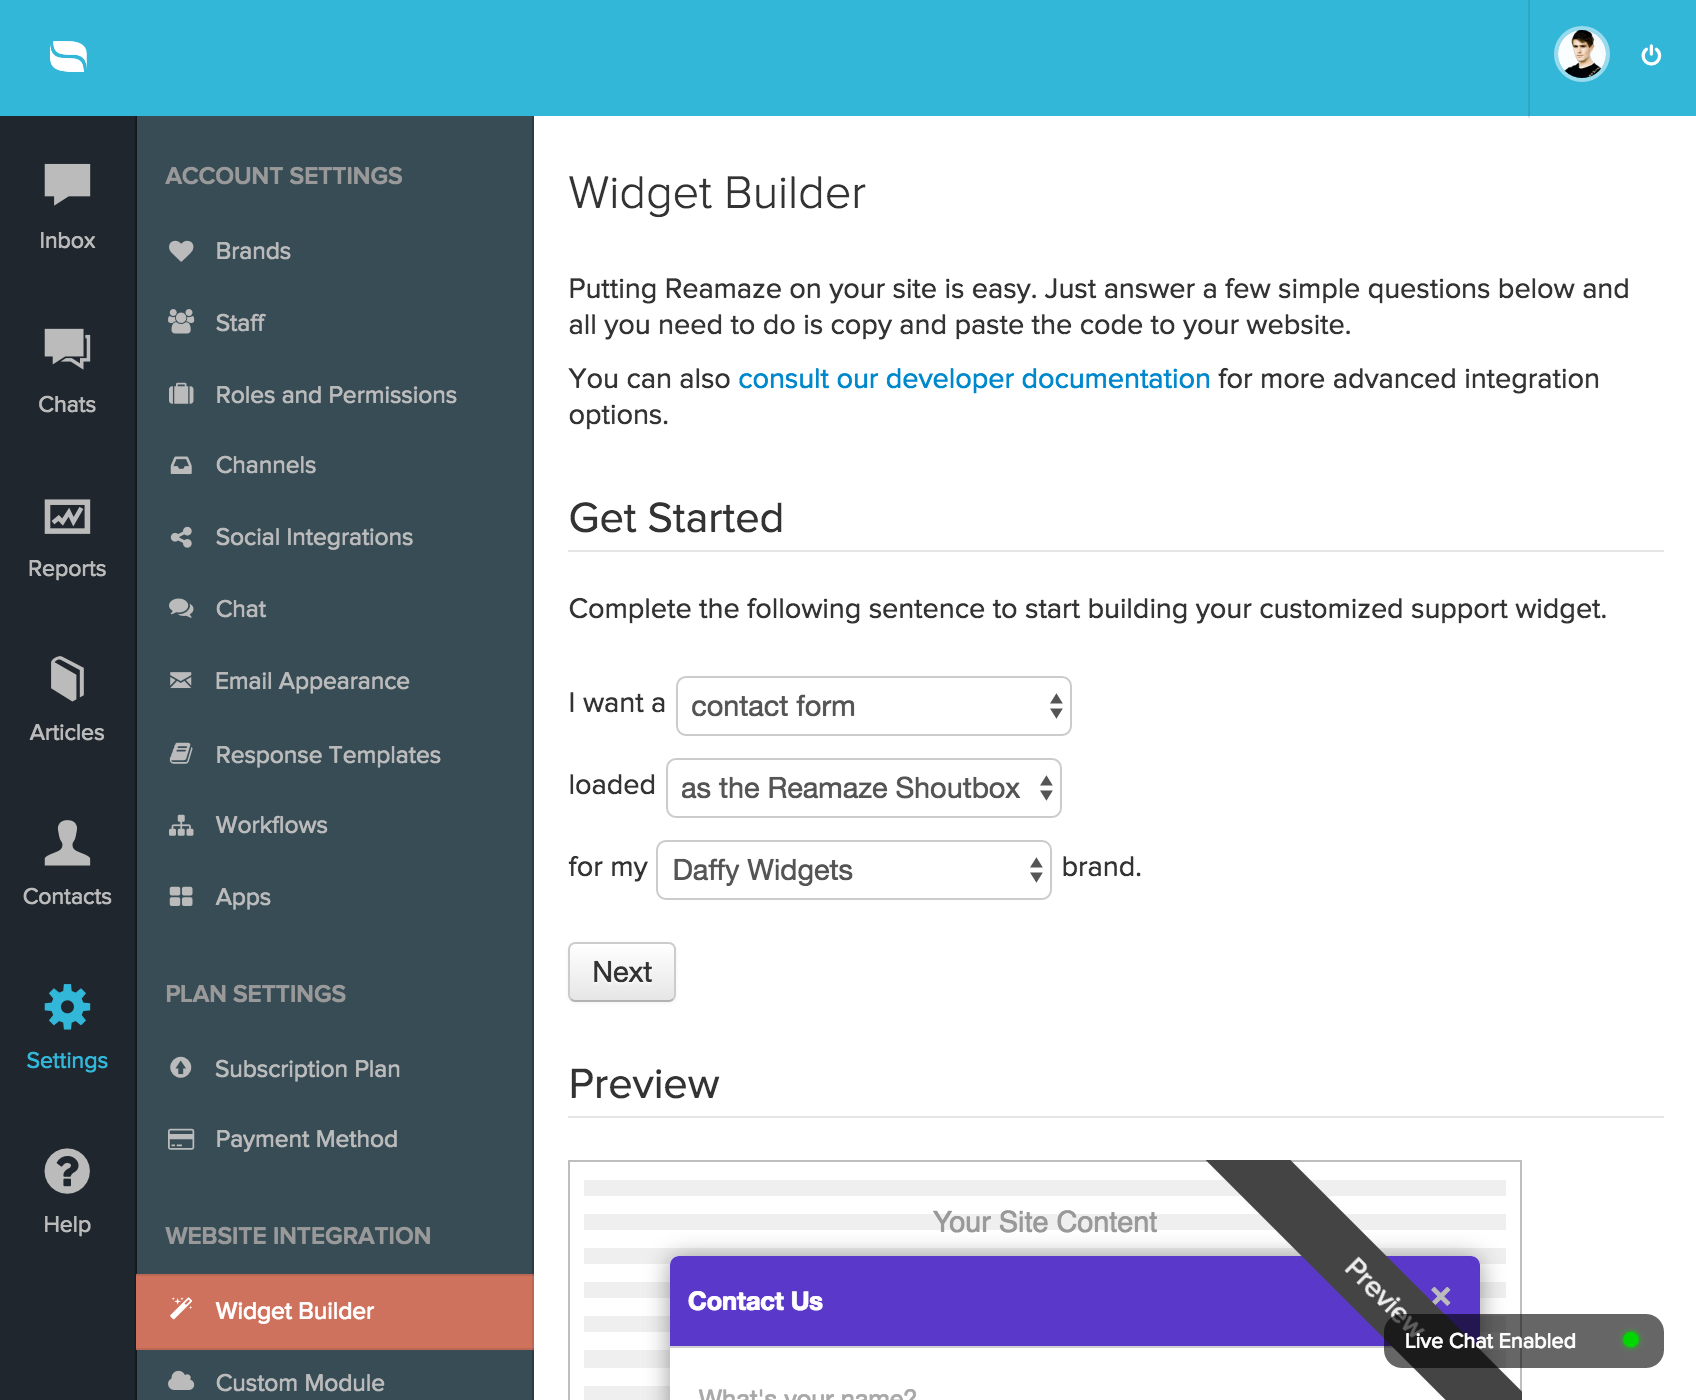 Inbox
Chats
Reports
Articles
Contacts
Settings
Help
ACCOUNT SETTINGS
Brands
Staff
Roles and Permissions
Channels
Social Integrations
Chat
Email Appearance
Response Templates
Workflows
Apps
PLAN SETTINGS
Subscription Plan
Payment Method
WEBSITE INTEGRATION
Widget Builder
Custom Module
Widget Builder
Putting Reamaze on your site is easy. Just answer a few simple questions below and
all you need to do is copy and paste the code to your website.
You can also consult our developer documentation for more advanced integration
options.
Get Started
Complete the following sentence to start building your customized support widget.
I want a contact form
loaded as the Reamaze Shoutbox
for my Daffy Widgets brand.
Next
Preview
Your Site Content
Preview
Contact Us
Live Chat Enabled
What's your name?